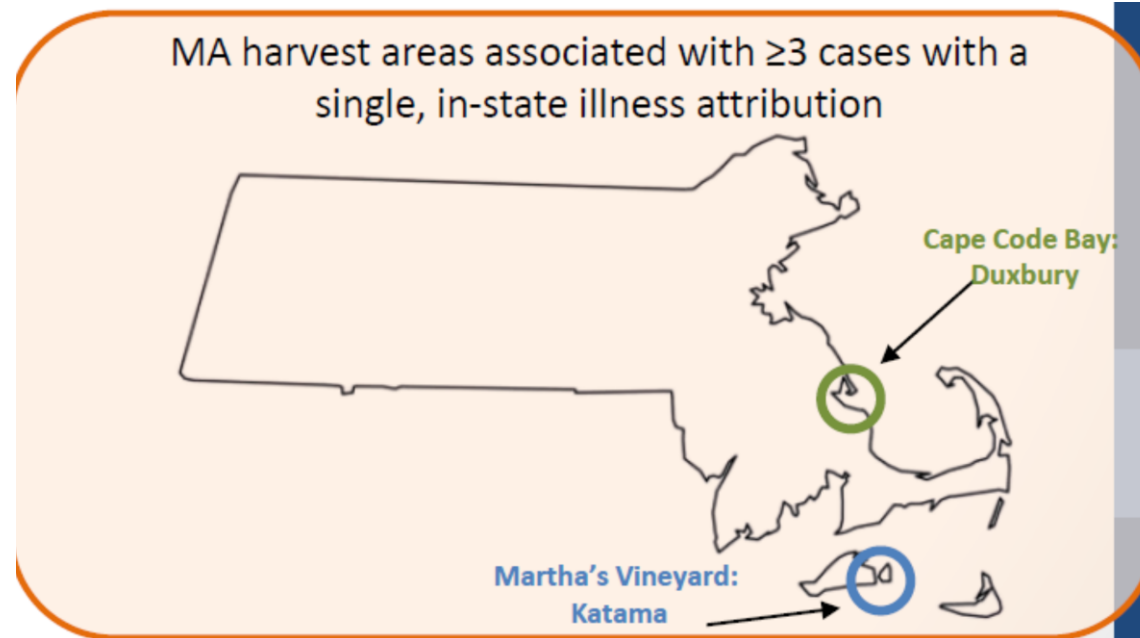 MA harvest areas associated with ≥3 cases with a
single, in-state illness attribution
Cape Code Bay:
Duxbury
Martha’s Vineyard:
Katama